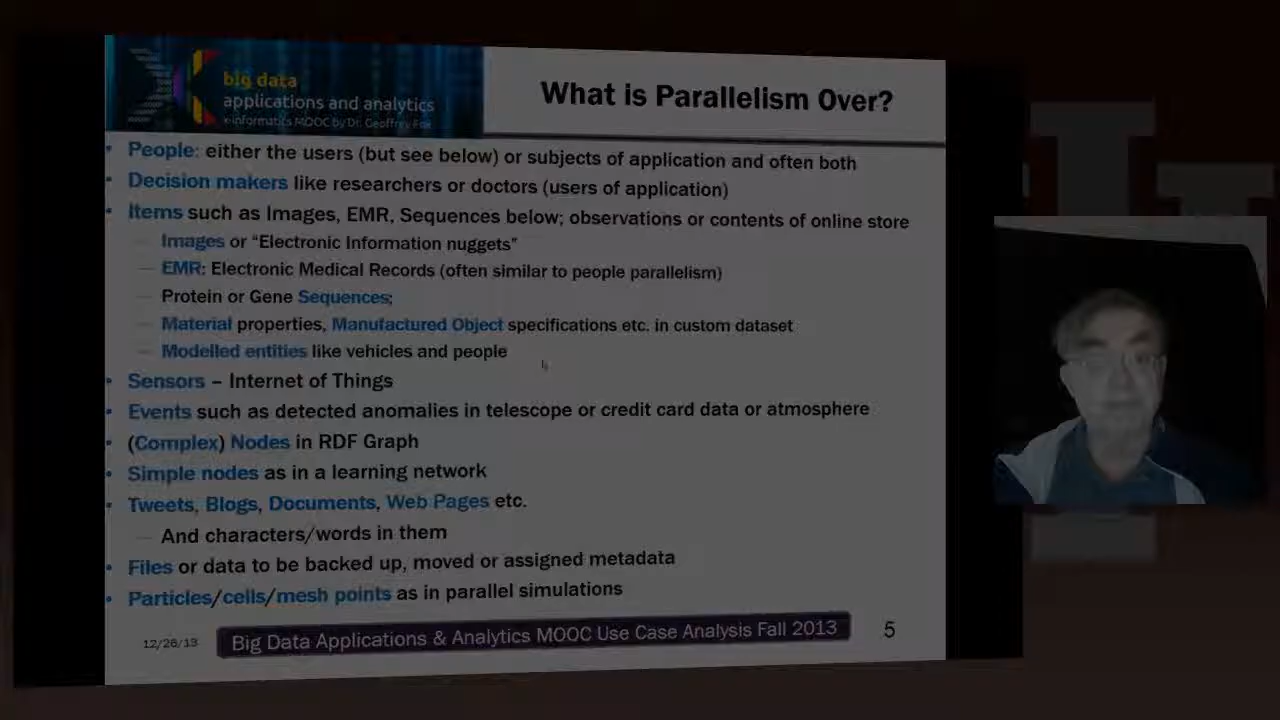 big data
applications and analytics
x-informatics MOOC by Dr. Geoffrey Fox
What is Parallelism Over?
• People: either the users (but see below) or subjects of application and often both
• Decision makers like researchers or doctors (users of application)
• Items such as Images, EMR, Sequences below; observations or contents of online store
– Images or “Electronic Information nuggets”
– EMR: Electronic Medical Records (often similar to people parallelism)
– Protein or Gene Sequences;
– Material properties, Manufactured Object specifications etc. in custom dataset
– Modelled entities like vehicles and people
• Sensors – Internet of Things
• Events such as detected anomalies in telescope or credit card data or atmosphere
• (Complex) Nodes in RDF Graph
• Simple nodes as in a learning network
• Tweets, Blogs, Documents, Web Pages etc.
– And characters/words in them
• Files or data to be backed up, moved or assigned metadata
• Particles/cells/mesh points as in parallel simulations
12/26/13
Big Data Applications & Analytics MOOC Use Case Analysis Fall 2013
5